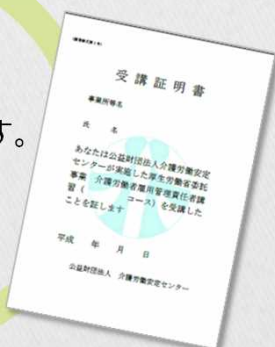 す。
受講証明書
事業所等名
氏　　名
あなたは公益財団法人介護労働安定
センターが実施した厚生労働省委託
事業　介護労働者雇用管理責任者講
習（　　　　　コース）を受講した
ことを証します
平成　年　月　日
公益財団法人　介護労働安定センター